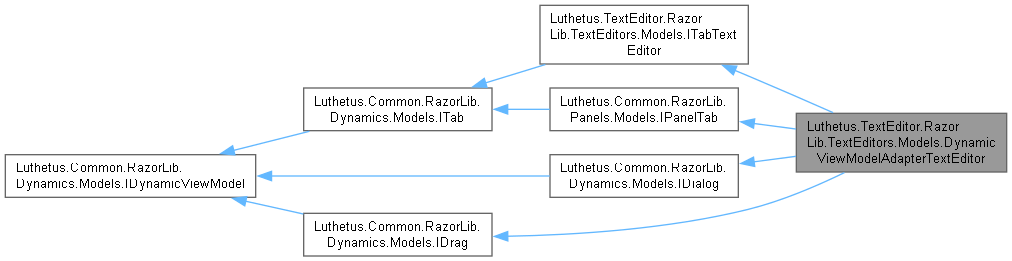 Luthetus.TextEditor.Razor
Lib.TextEditors.Models.ITabText
Editor
Luthetus.Common.RazorLib.
Dynamics.Models.ITab
Luthetus.Common.RazorLib.
Panels.Models.IPanelTab
Luthetus.TextEditor.Razor
Lib.TextEditors.Models.Dynamic
ViewModelAdapterTextEditor
Luthetus.Common.RazorLib.
Dynamics.Models.IDynamicViewModel
Luthetus.Common.RazorLib.
Dynamics.Models.IDialog
Luthetus.Common.RazorLib.
Dynamics.Models.IDrag